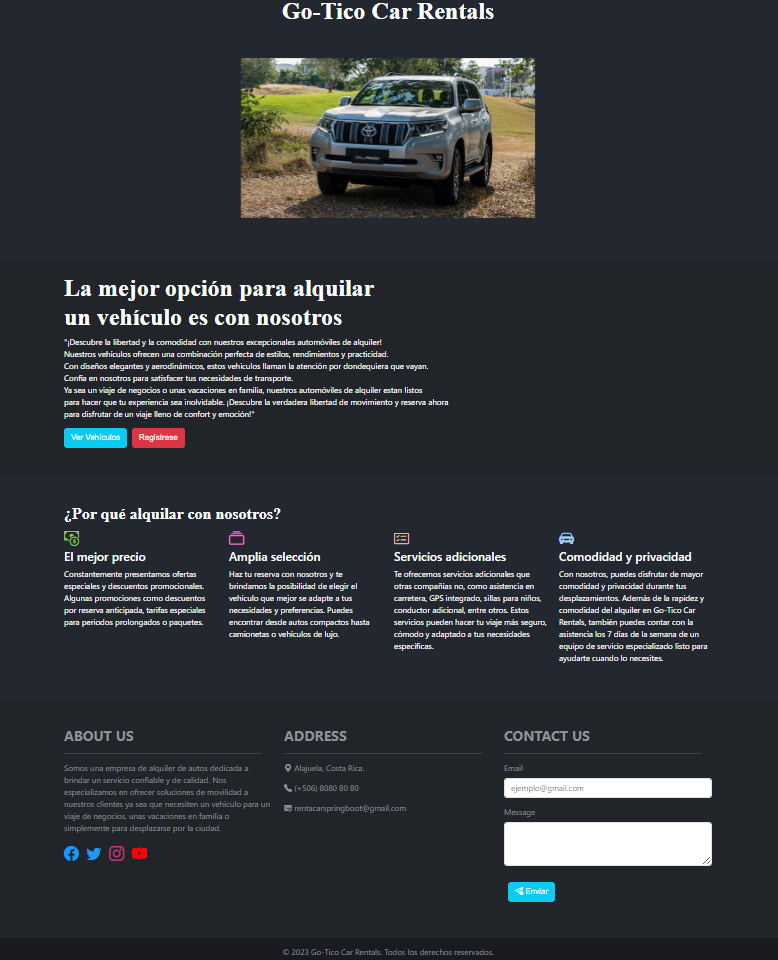 Go-Tico Car Rentals
La mejor opción para alquilar
un vehículo es con nosotros
"¡Descubre la libertad y la comodidad con nuestros excepcionales automóviles de alquiler!
Nuestros vehículos ofrecen una combinación perfecta de estilos, rendimientos y practicidad.
Con diseños elegantes y aerodinámicos, estos vehículos llaman la atención por dondequiera que vayan.
Confía en nosotros para satisfacer tus necesidades de transporte.
Ya sea un viaje de negocios o unas vacaciones en familia, nuestros automóviles de alquiler estan listos
para hacer que tu experiencia sea inolvidable. ¡Descubre la verdadera libertad de movimiento y reserva ahora
para disfrutar de un viaje lleno de confort y emoción!"
Ver Vehículos Regístrese
¿Por qué alquilar con nosotros?
El mejor precio
Constantemente presentamos ofertas
especiales y descuentos promocionales.
Algunas promociones como descuentos
por reserva anticipada, tarifas especiales
para periodos prolongados o paquetes.
Amplia selección
Haz tu reserva con nosotros y te
brindamos la posibilidad de elegir el
vehículo que mejor se adapte a tus
necesidades y preferencias. Puedes
encontrar desde autos compactos hasta
camionetas o vehículos de lujo.
Servicios adicionales
Te ofrecemos servicios adicionales que
otras compañías no, como asistencia en
carretera, GPS integrado, sillas para niños,
conductor adicional, entre otros. Estos
servicios pueden hacer tu viaje más seguro,
cómodo y adaptado a tus necesidades
específicas.
Comodidad y privacidad
Con nosotros, puedes disfrutar de mayor
comodidad y privacidad durante tus
desplazamientos. Además de la rapidez y
comodidad del alquiler en Go-Tico Car
Rentals, también puedes contar con la
asistencia los 7 días de la semana de un
equipo de servicio especializado listo para
ayudarte cuando lo necesites.
ABOUT US
Somos una empresa de alquiler de autos dedicada a
brindar un servicio confiable y de calidad. Nos
especializamos en ofrecer soluciones de movilidad a
nuestros clientes ya sea que necesiten un vehículo para un
viaje de negocios, unas vacaciones en familia o
simplemente para desplazarse por la ciudad.
ADDRESS
Alajuela, Costa Rica.
(+506) 8080 80 80
rentacarspringboot@gmail.com
CONTACT US
Email
ejemplo@gmail.com
Message
Enviar
© 2023 Go-Tico Car Rentals. Todos los derechos reservados.